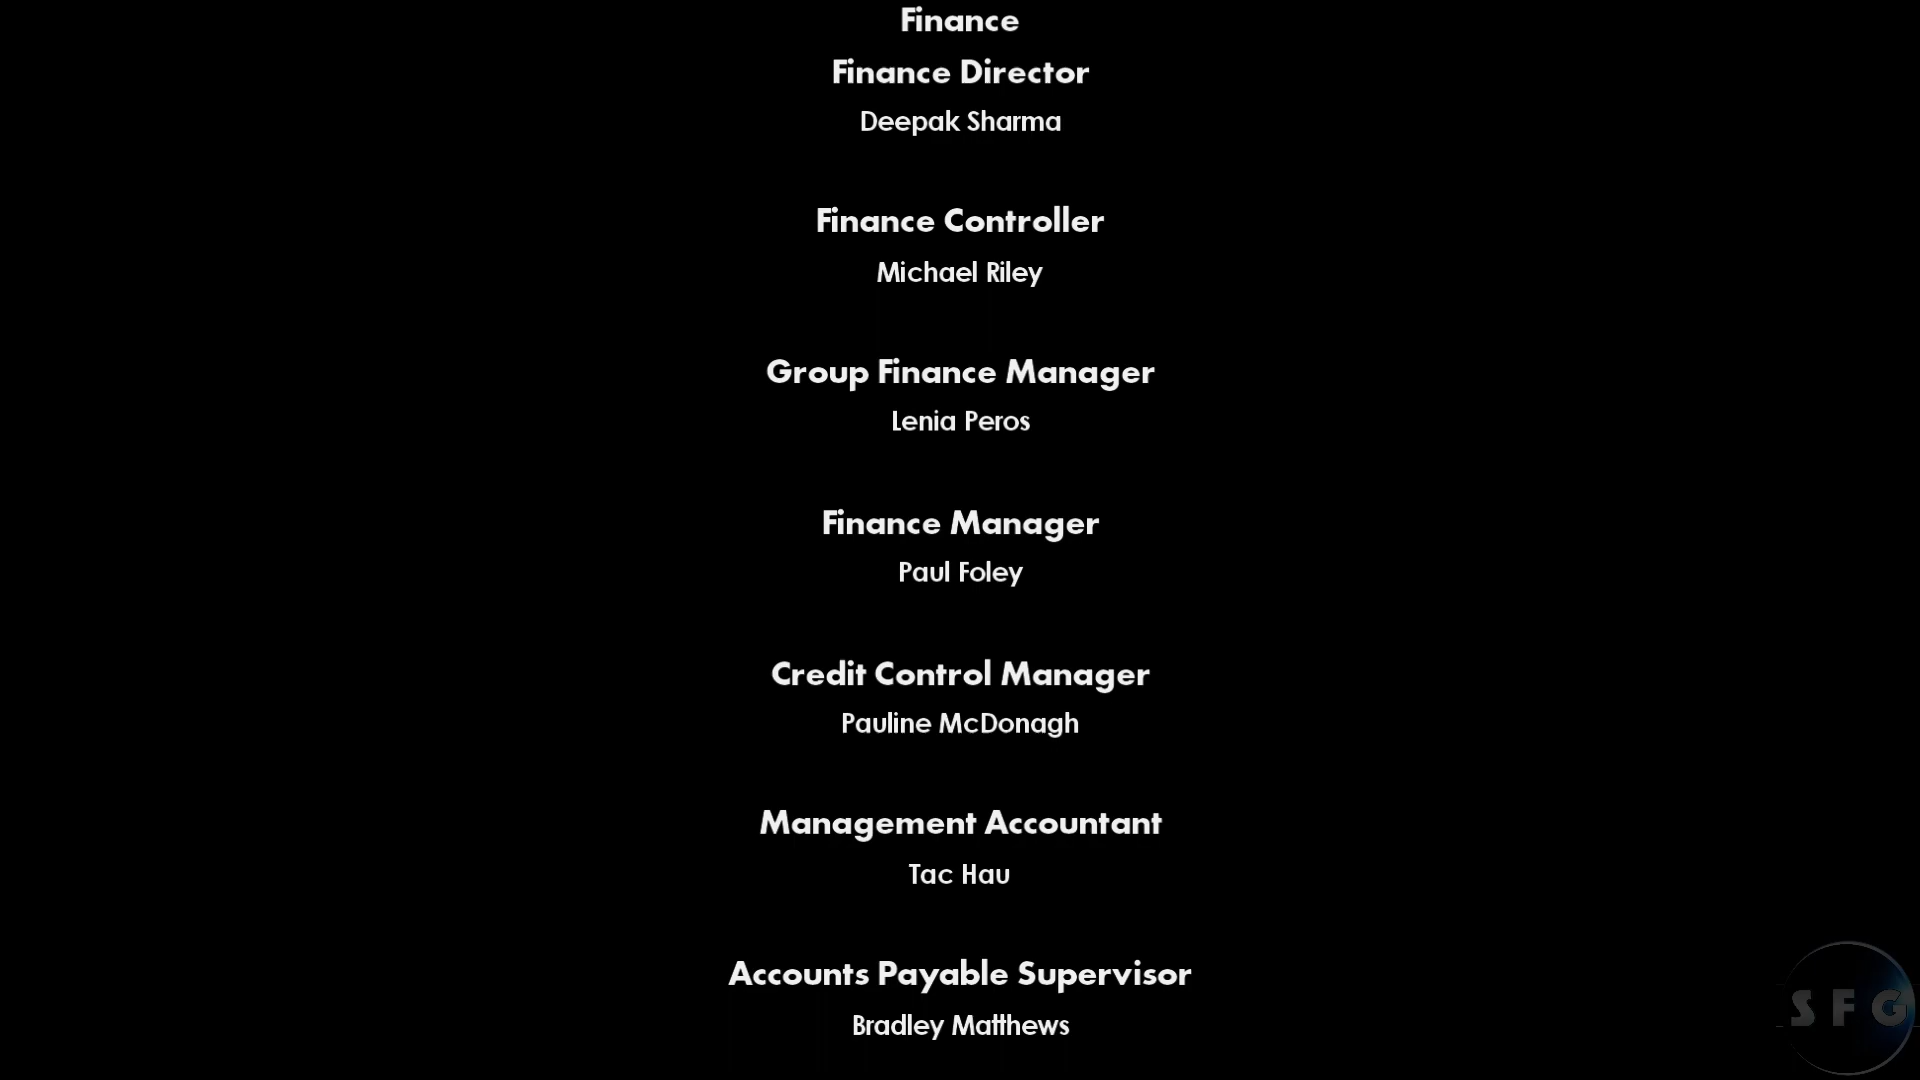 Finance
Finance Director
Deepak Sharma
Finance Controller
Michael Riley
Group Finance Manager
Lenia Peros
Finance Manager
Paul Foley
Credit Control Manager
Pauline McDonagh
Management Accountant
Tac Hau
Accounts Payable Supervisor
Bradley Matthews
S F G